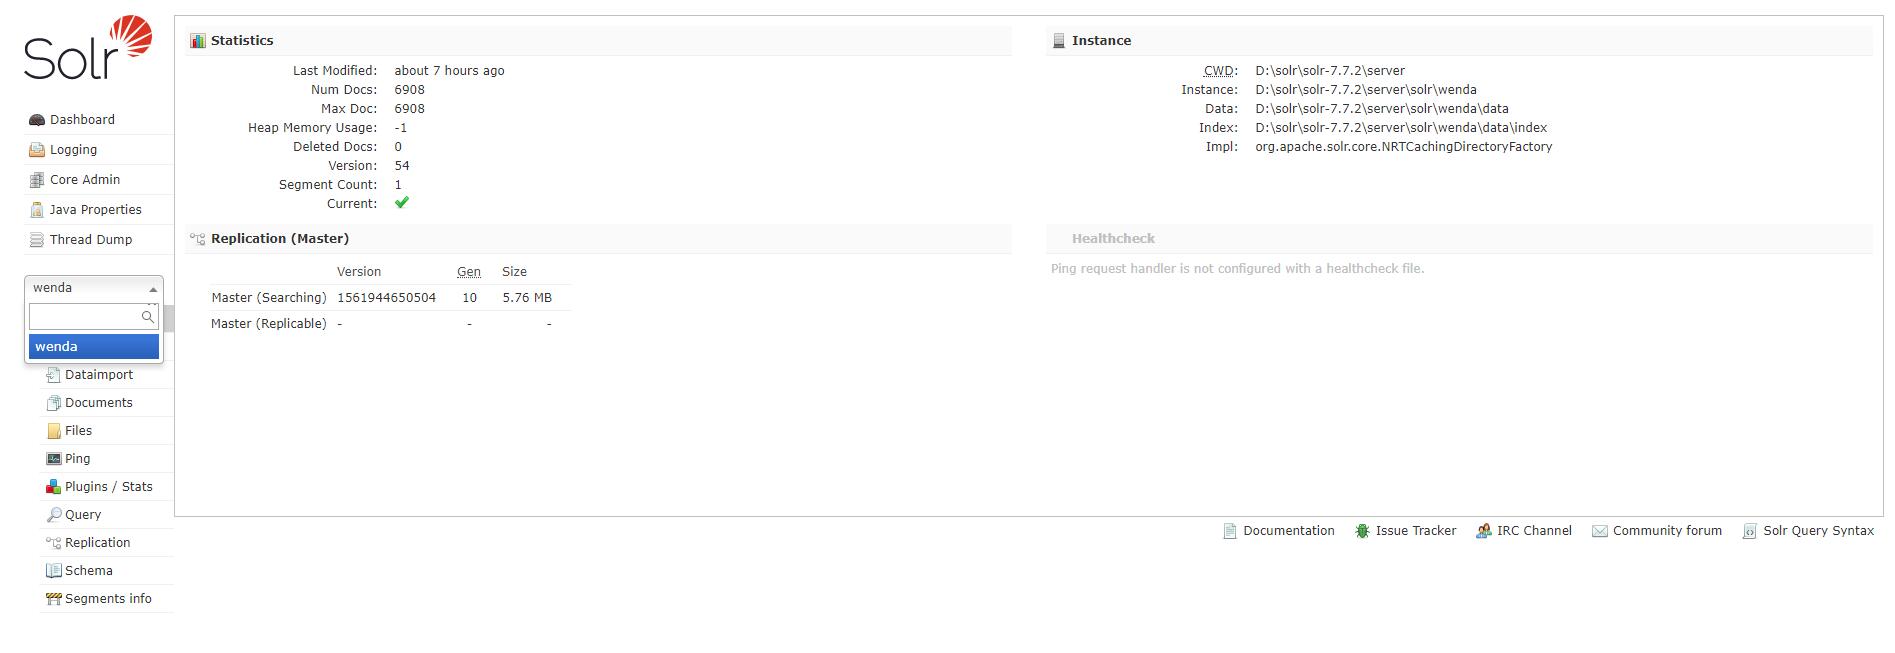 Solr
Dashboard
Logging
Core Admin
Java Properties
Thread Dump
wenda
wenda
Dataimport
Documents
Files
Ping
Plugins / Stats
Query
Replication
Schema
Segments info
Statistics
Last Modified: about 7 hours ago
Num Docs: 6908
Max Doc: 6908
Heap Memory Usage: -1
Deleted Docs: 0
Version: 54
Segment Count: 1
Current:
Instance
CWD: D:\solr\solr-7.7.2\server
Instance: D:\solr\solr-7.7.2\server\solr\wenda
Data: D:\solr\solr-7.7.2\server\solr\wenda\data
Index: D:\solr\solr-7.7.2\server\solr\wenda\data\index
Impl: org.apache.solr.core.NRTCachingDirectoryFactory
Replication (Master)
Version Gen Size
Master (Searching) 1561944650504 10 5.76 MB
Master (Replicable) - - -
Healthcheck
Ping request handler is not configured with a healthcheck file.
Documentation Issue Tracker IRC Channel Community forum Solr Query Syntax